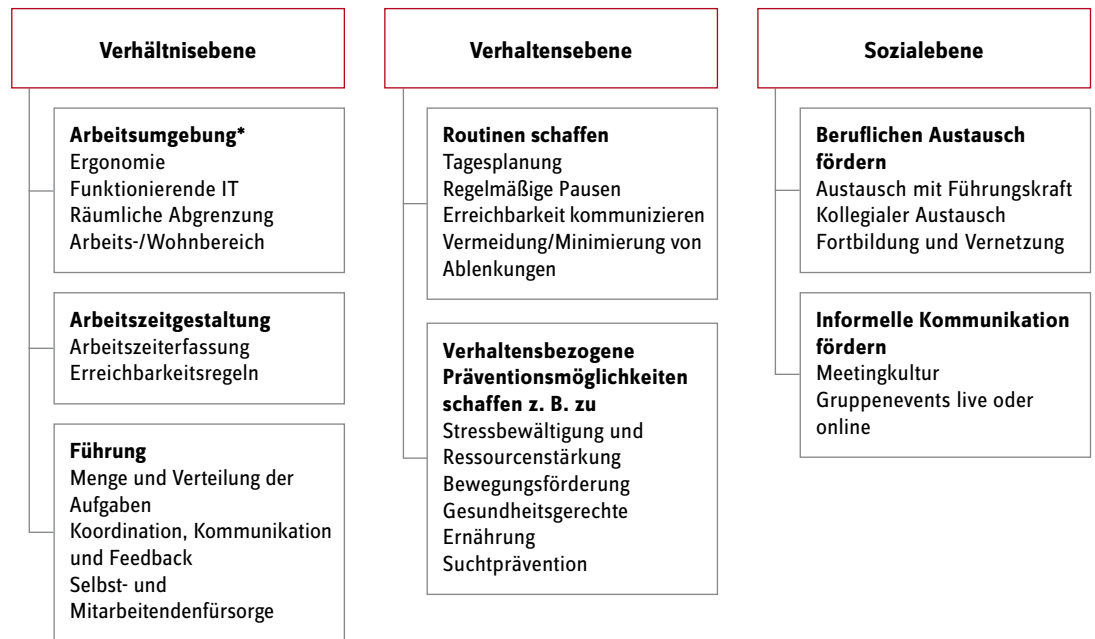 Verhältnisebene
Arbeitsumgebung*
Ergonomie
Funktionierende IT
Räumliche Abgrenzung
Arbeits-/Wohnbereich
Arbeitszeitgestaltung
Arbeitszeiterfassung
Erreichbarkeitsregeln
Führung
Menge und Verteilung der
Aufgaben
Koordination, Kommunikation
und Feedback
Selbst- und
Mitarbeitendenfürsorge
Verhaltensebene
Routinen schaffen
Tagesplanung
Regelmäßige Pausen
Erreichbarkeit kommunizieren
Vermeidung/Minimierung von
Ablenkungen
Verhaltensbezogene
Präventionsmöglichkeiten
schaffen z. B. zu
Stressbewältigung und
Ressourcenstärkung
Bewegungsförderung
Gesundheitsgerechte
Ernährung
Suchtprävention
Sozialebene
Beruflichen Austausch
fördern
Austausch mit Führungskraft
Kollegialer Austausch
Fortbildung und Vernetzung
Informelle Kommunikation
fördern
Meetingkultur
Gruppenevents live oder
online